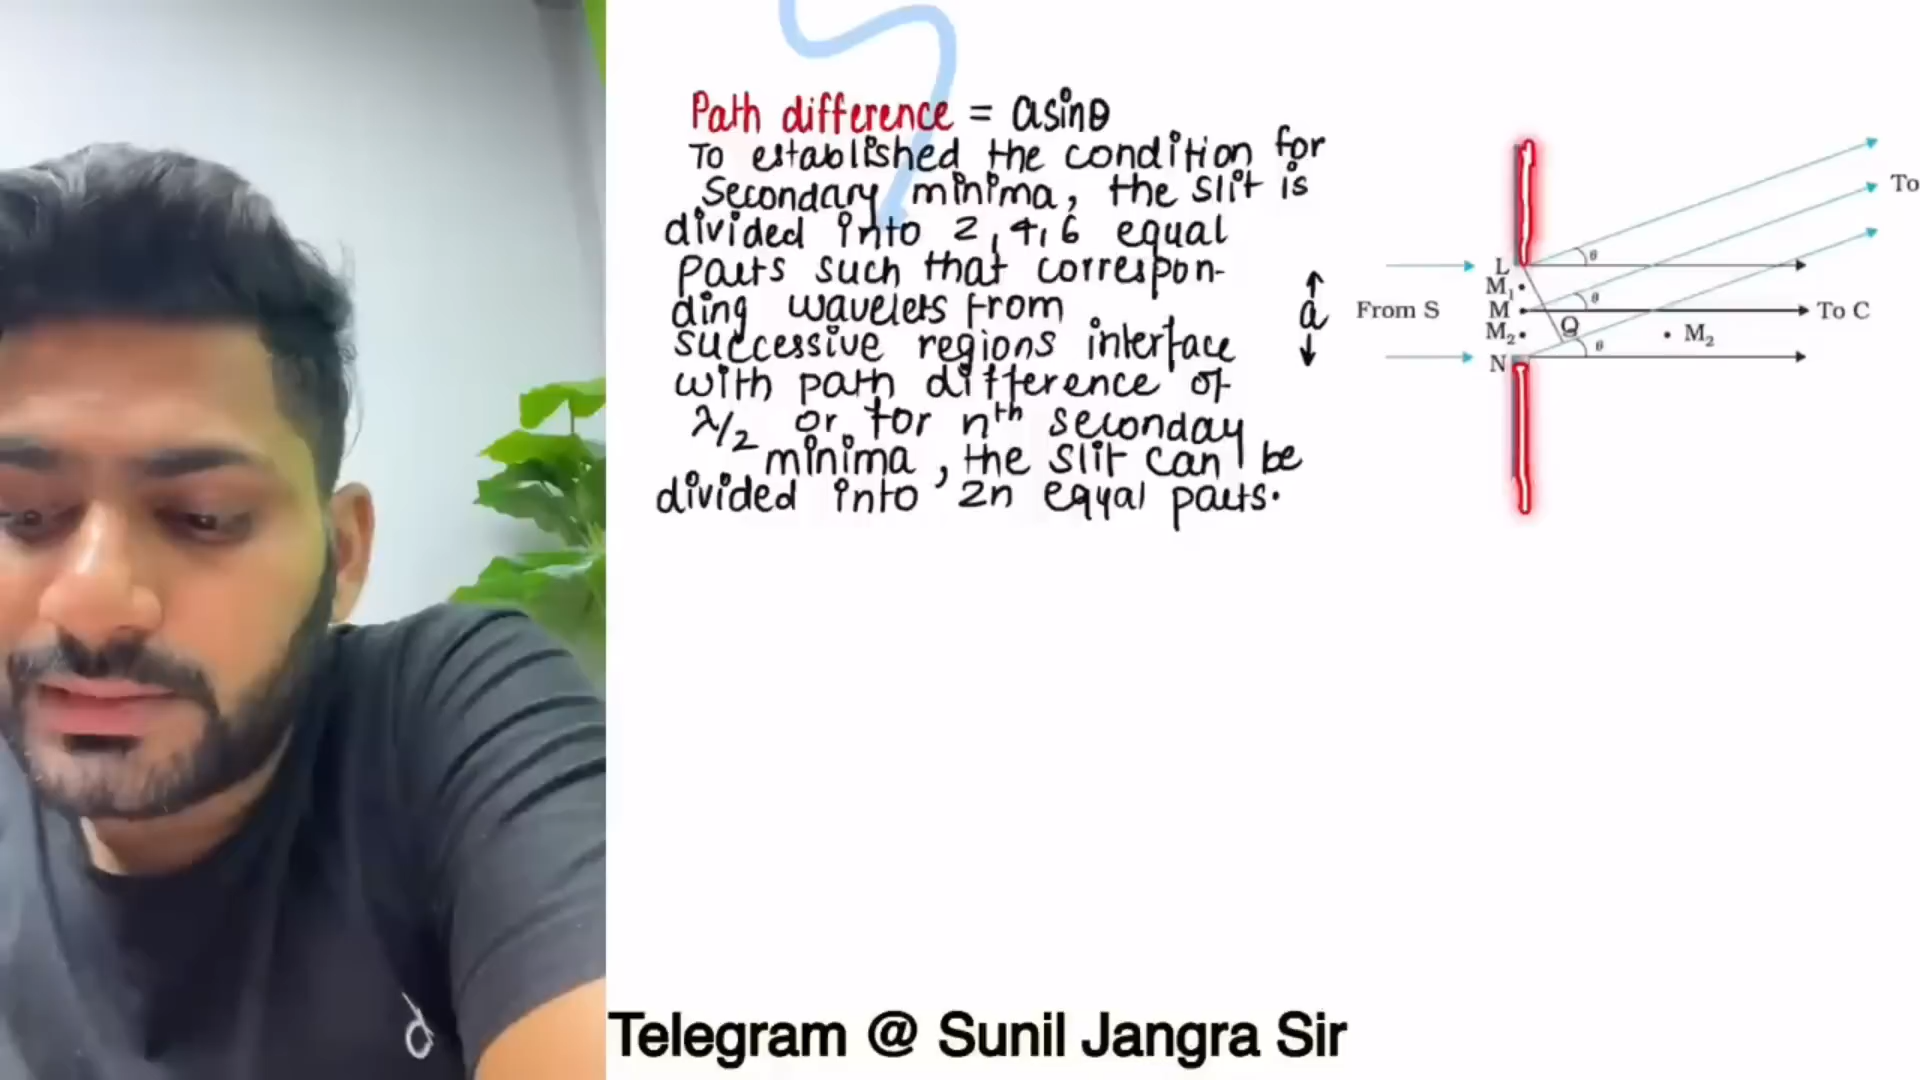 Path difference = asinθ
To established the condition for
secondary minima, the slit is
divided into 2, 4, 6 equal
parts such that correspon-
ding wavelets from
successive regions interface
with path difference of
λ/2 or for nth seconday
minima, the slit can be
divided into 2n equal parts.
To
θ
L
M₁
θ
a
From S
M
To C
Q
M₂
θ
M₂
N
Telegram @ Sunil Jangra Sir